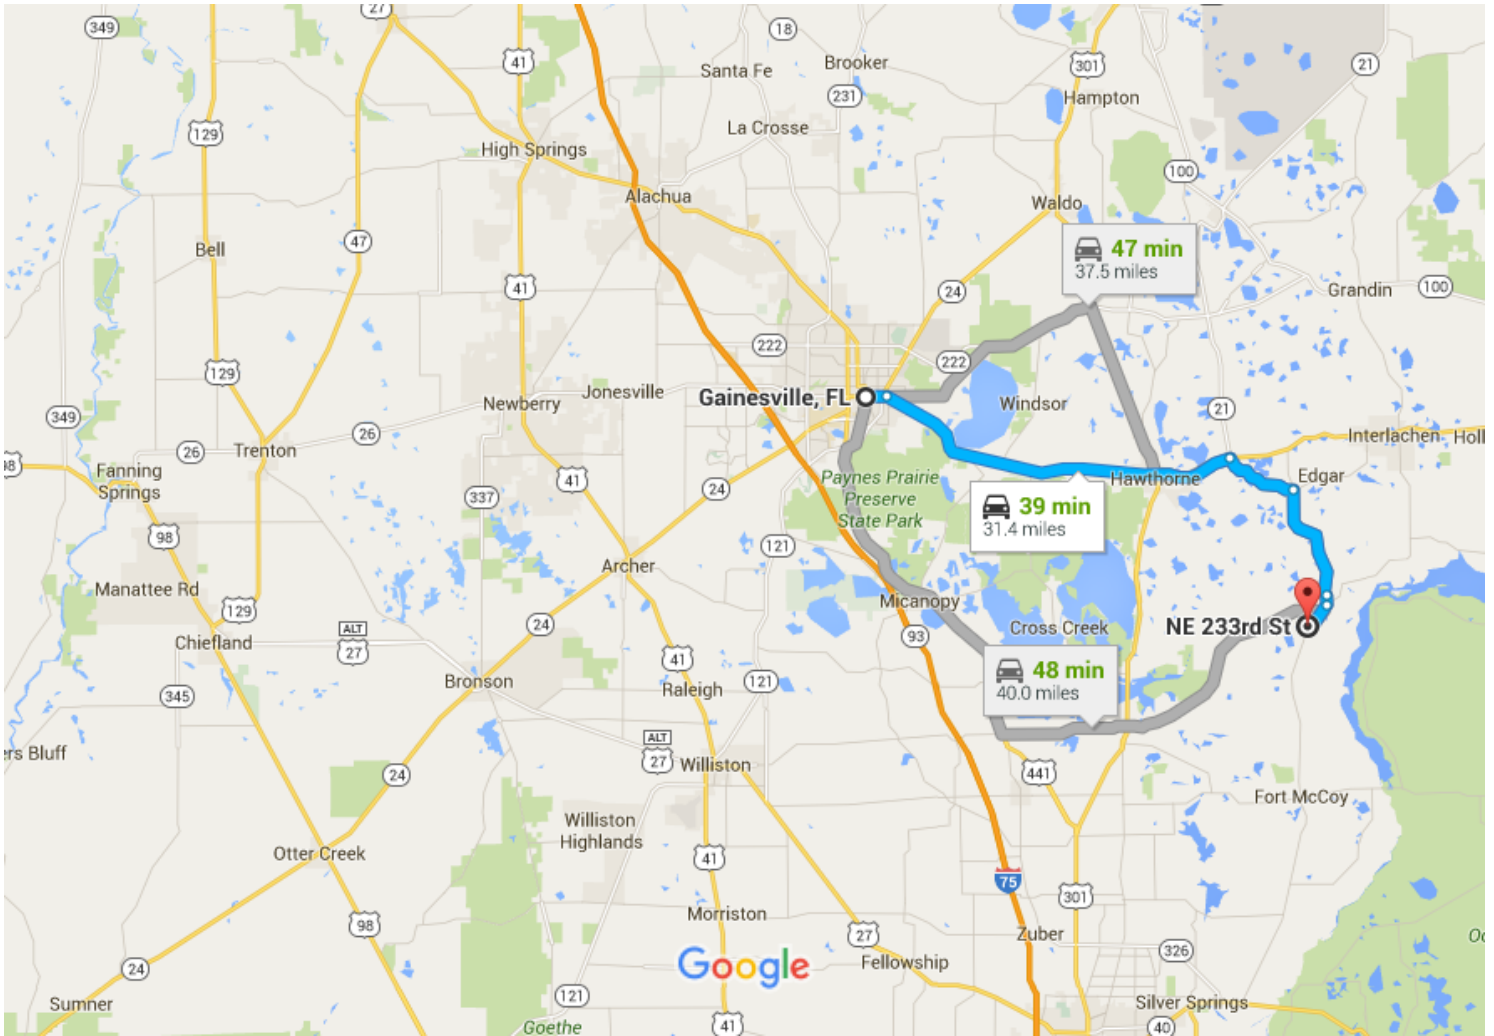 27
349
18
41
Brooker
301
21
Santa Fe
231
Hampton
129
La Crosse
High Springs
100
Alachua
Waldo
47
Bell
47 min
37.5 miles
41
24
Grandin
100
222
222
129
Jonesville
Gainesville, FL
Newberry
Windsor
349
21
26
Interlachen
Holl
26
Trenton
98
Fanning
Springs
Paynes Prairie
Preserve
State Park
Hawthorne
Edgar
41
24
337
39 min
31.4 miles
98
121
Archer
Manattee Rd
Micanopy
129
Cross Creek
NE 233rd St
24
93
ALT
27
Chiefland
41
48 min
40.0 miles
Bronson
Raleigh
121
345
ers Bluff
ALT
27
Williston
24
441
Fort McCoy
Williston
Highlands
Otter Creek
41
75
301
Morriston
98
27
Zuber
326
Google
Fellowship
24
121
Sumner
Silver Springs
Goethe
41
40